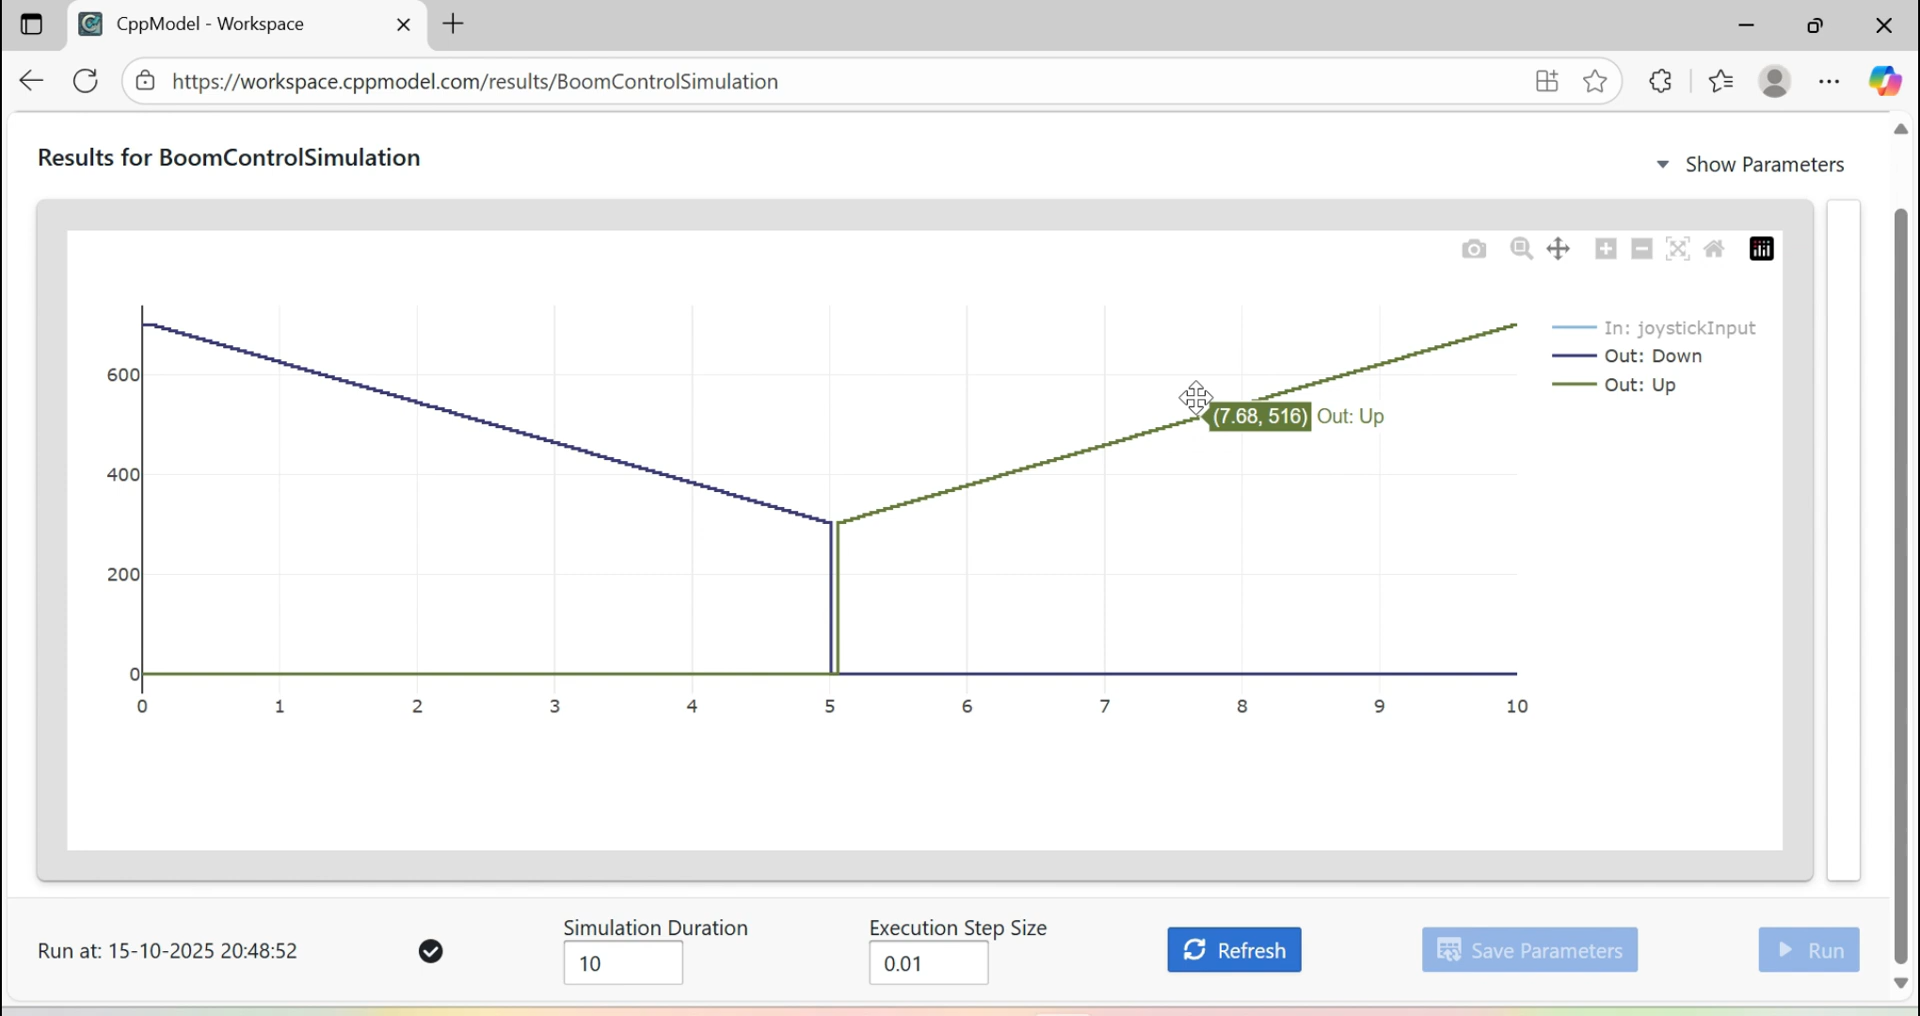 CppModel - Workspace
https://workspace.cppmodel.com/results/BoomControlSimulation
Results for BoomControlSimulation
Show Parameters
In: joystickInput
Out: Down
Out: Up
600
400
200
0
(7.68, 516) Out: Up
0 1 2 3 4 5 6 7 8 9 10
Run at: 15-10-2025 20:48:52
Simulation Duration
10
Execution Step Size
0.01
Refresh
Save Parameters
Run